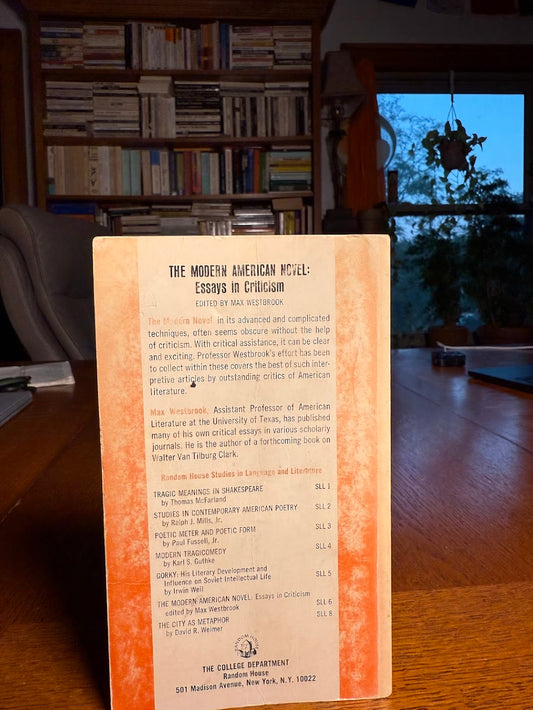 THE MODERN AMERICAN NOVEL:
Essays in Criticism
EDITED BY MAX WESTBROOK
The Modern Novel in its advanced and complicated
techniques, often seems obscure without the help
of criticism. With critical assistance, it can be clear
and exciting. Professor Westbrook's effort has been
to collect within these covers the best of such inter-
pretive articles by outstanding critics of American
literature.
Max Westbrook, Assistant Professor of American
Literature at the University of Texas, has published
many of his own critical essays in various scholarly
journals. He is the author of a forthcoming book on
Walter Van Tilburg Clark.
Random House Studies in Language and Literature
TRAGIC MEANINGS IN SHAKESPEARE SLL 1
by Thomas McFarland
STUDIES IN CONTEMPORARY AMERICAN POETRY SLL 2
by Ralph J. Mills, Jr.
POETIC METER AND POETIC FORM SLL 3
by Paul Fussell, Jr.
MODERN TRAGICOMEDY SLL 4
by Karl S. Guthke
GORKY: His Literary Development and SLL 5
Influence on Soviet Intellectual Life
by Irwin Weil
THE MODERN AMERICAN NOVEL: Essays in Criticism SLL 6
edited by Max Westbrook
THE CITY AS METAPHOR SLL 8
by David R. Weimer
RANDOM HOUSE
THE COLLEGE DEPARTMENT
Random House
501 Madison Avenue, New York, N.Y. 10022